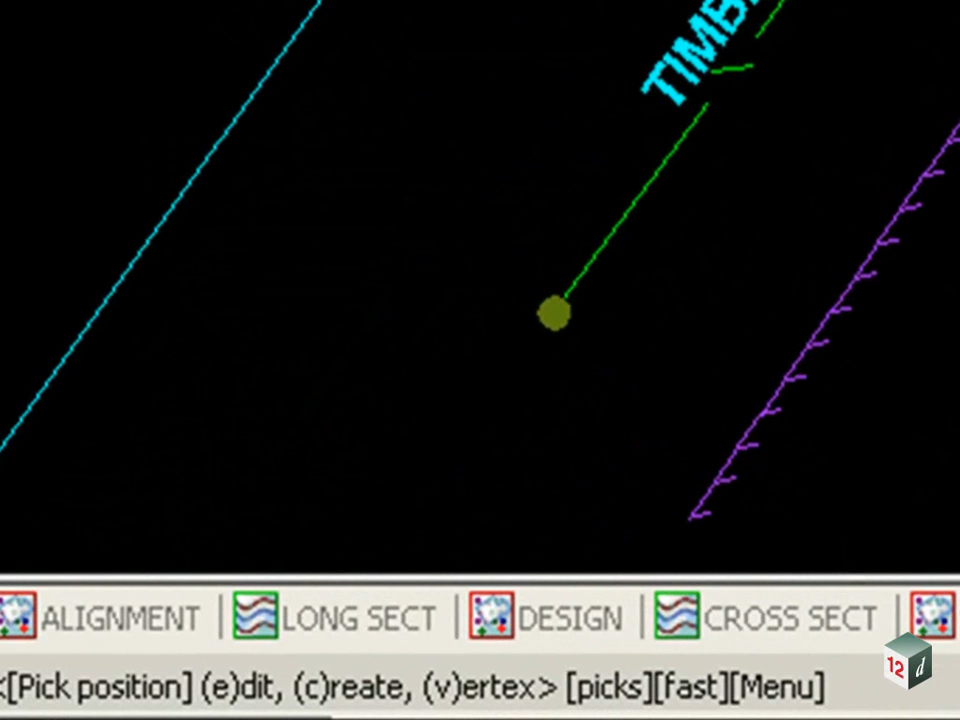 TIMB
ALIGNMENT LONG SECT DESIGN CROSS SECT
<[Pick position] (e)dit, (c)reate, (v)ertex> [picks][fast][Menu]
12d